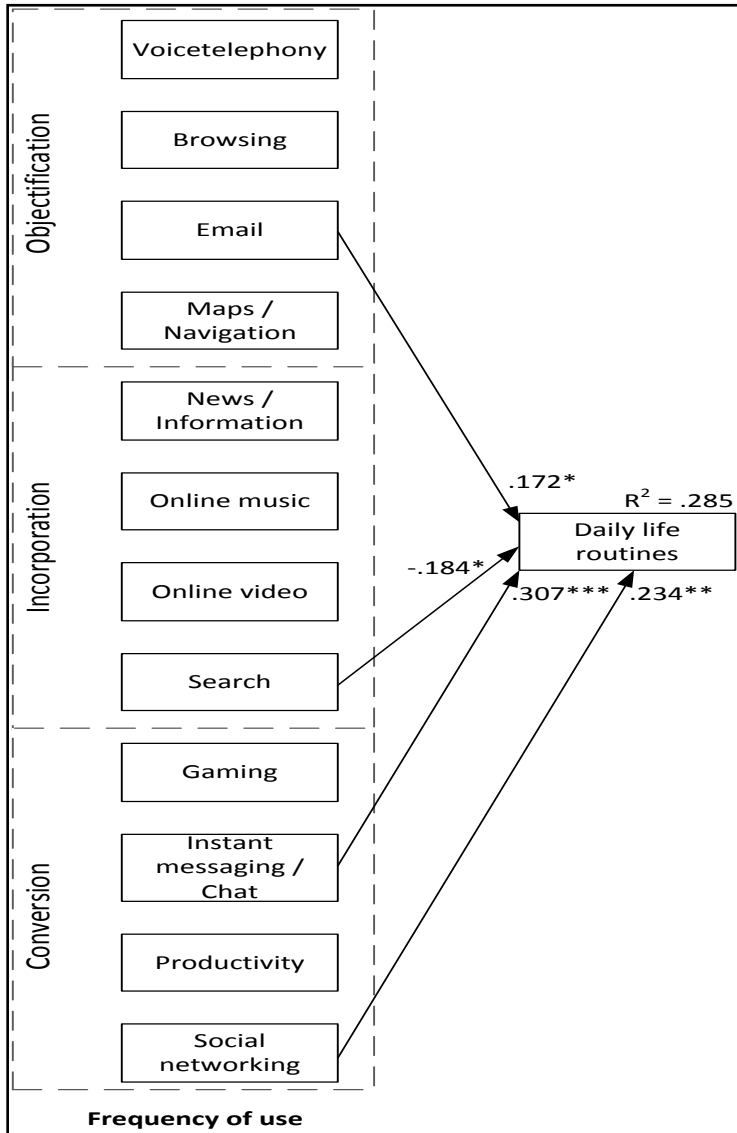 Objectification
Voicetelephony
Browsing
Email
Maps /
Navigation
Incorporation
News /
Information
Online music
Online video
Search
Conversion
Gaming
Instant
messaging /
Chat
Productivity
Social
networking
Frequency of use
.172*
R² = .285
Daily life
routines
-.184*
.307***
.234**